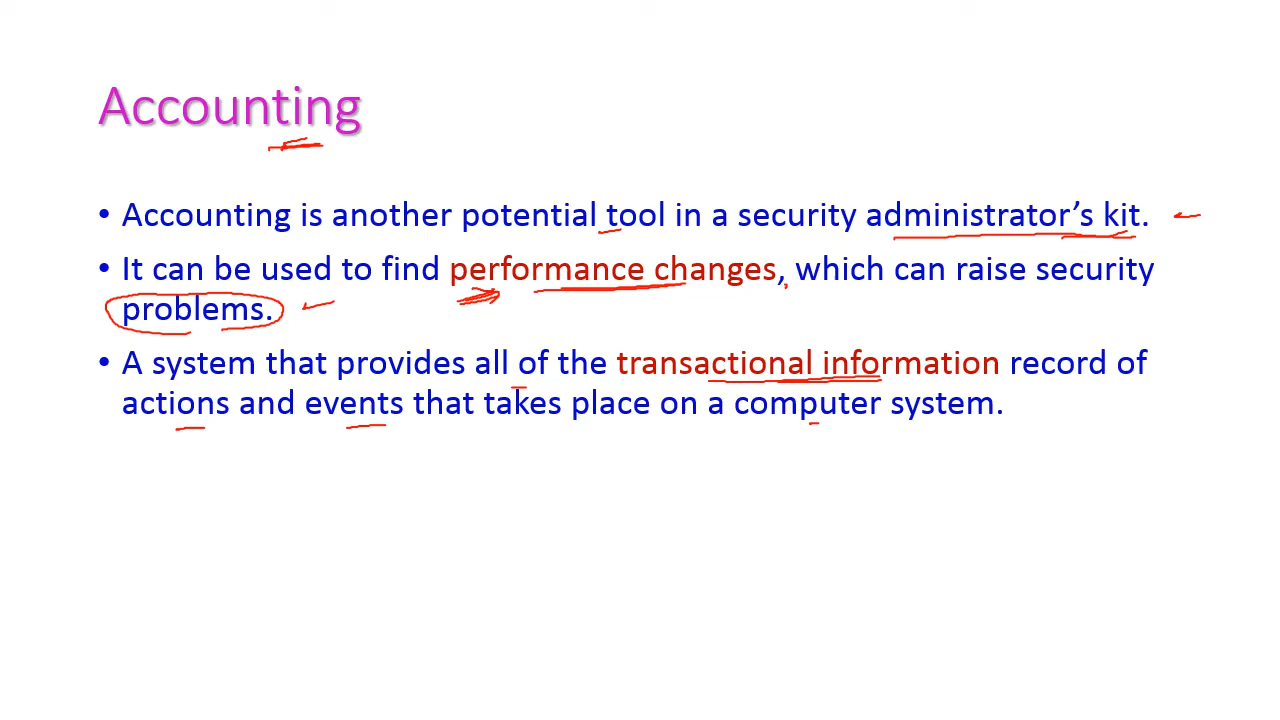 Accounting
• Accounting is another potential tool in a security administrator’s kit.
• It can be used to find performance changes, which can raise security
problems.
• A system that provides all of the transactional information record of
actions and events that takes place on a computer system.